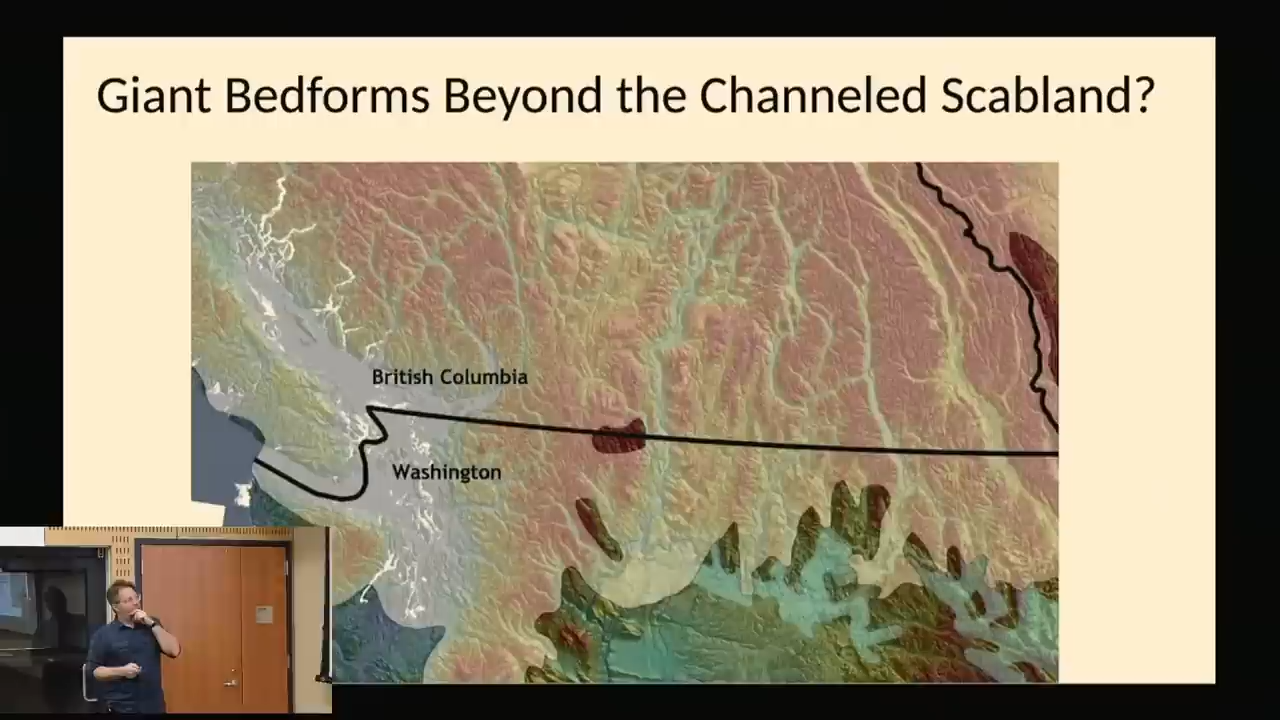 Giant Bedforms Beyond the Channeled Scabland?
British Columbia
Washington